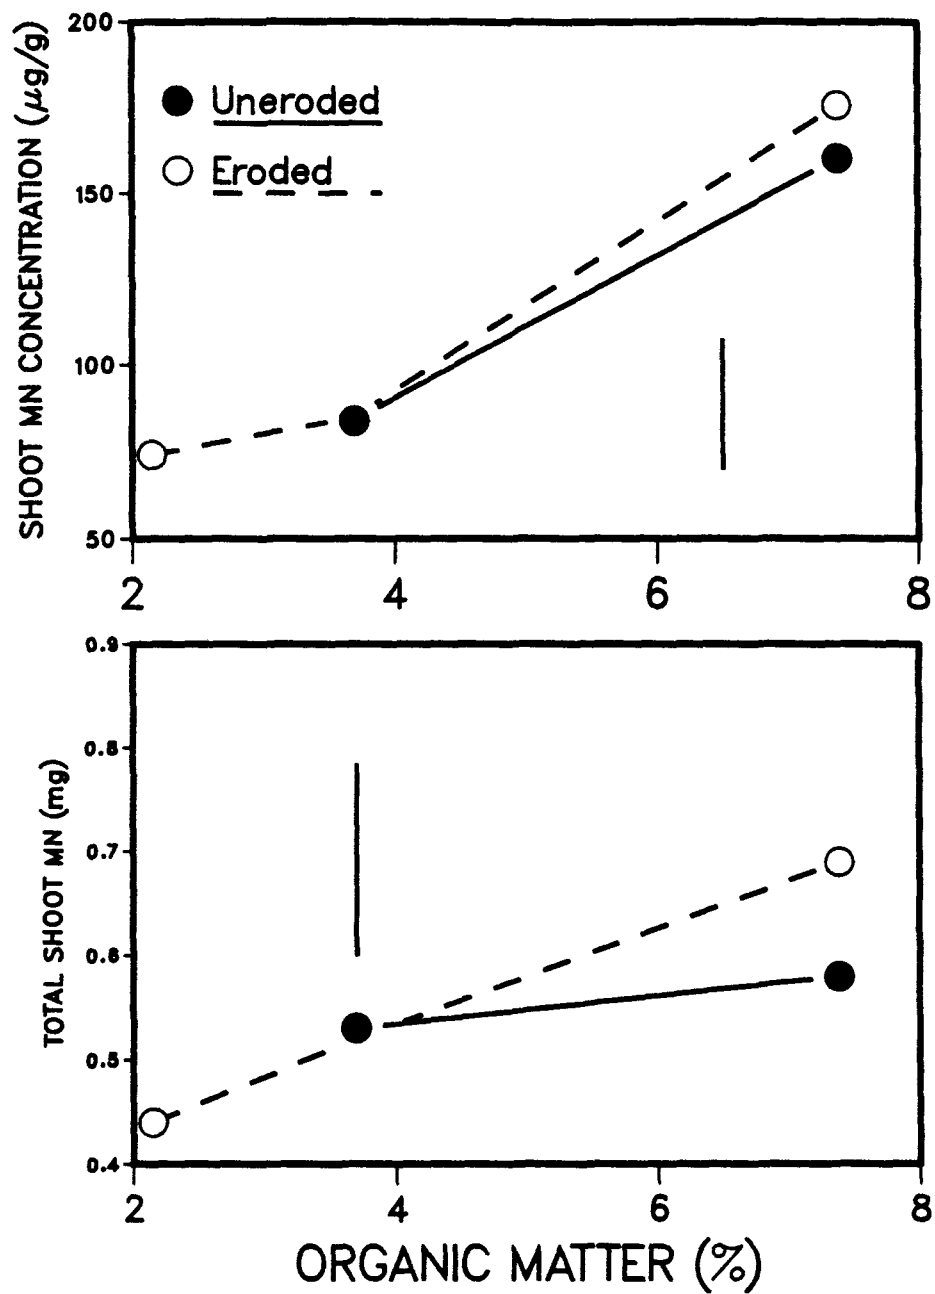 SHOOT MN CONCENTRATION (μg/g)
200
150
100
50
Uneroded
Eroded
2 4 6 8
TOTAL SHOOT MN (mg)
0.9
0.8
0.7
0.6
0.5
0.4
2 4 6 8
ORGANIC MATTER (%)